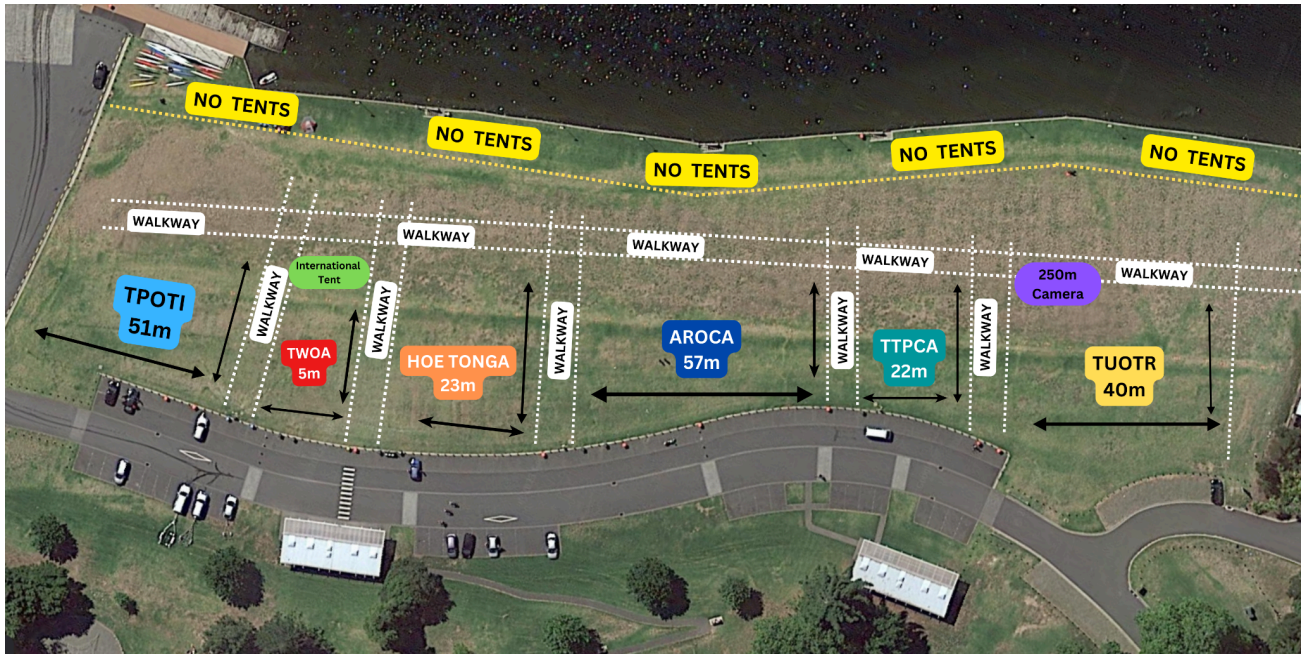 NO TENTS
NO TENTS
NO TENTS
NO TENTS
NO TENTS
WALKWAY
WALKWAY
WALKWAY
WALKWAY
WALKWAY
International
Tent
250m
Camera
TPOTI
51m
WALKWAY
TWOA
5m
WALKWAY
HOE TONGA
23m
WALKWAY
AROCA
57m
WALKWAY
TTPCA
22m
WALKWAY
TUOTR
40m